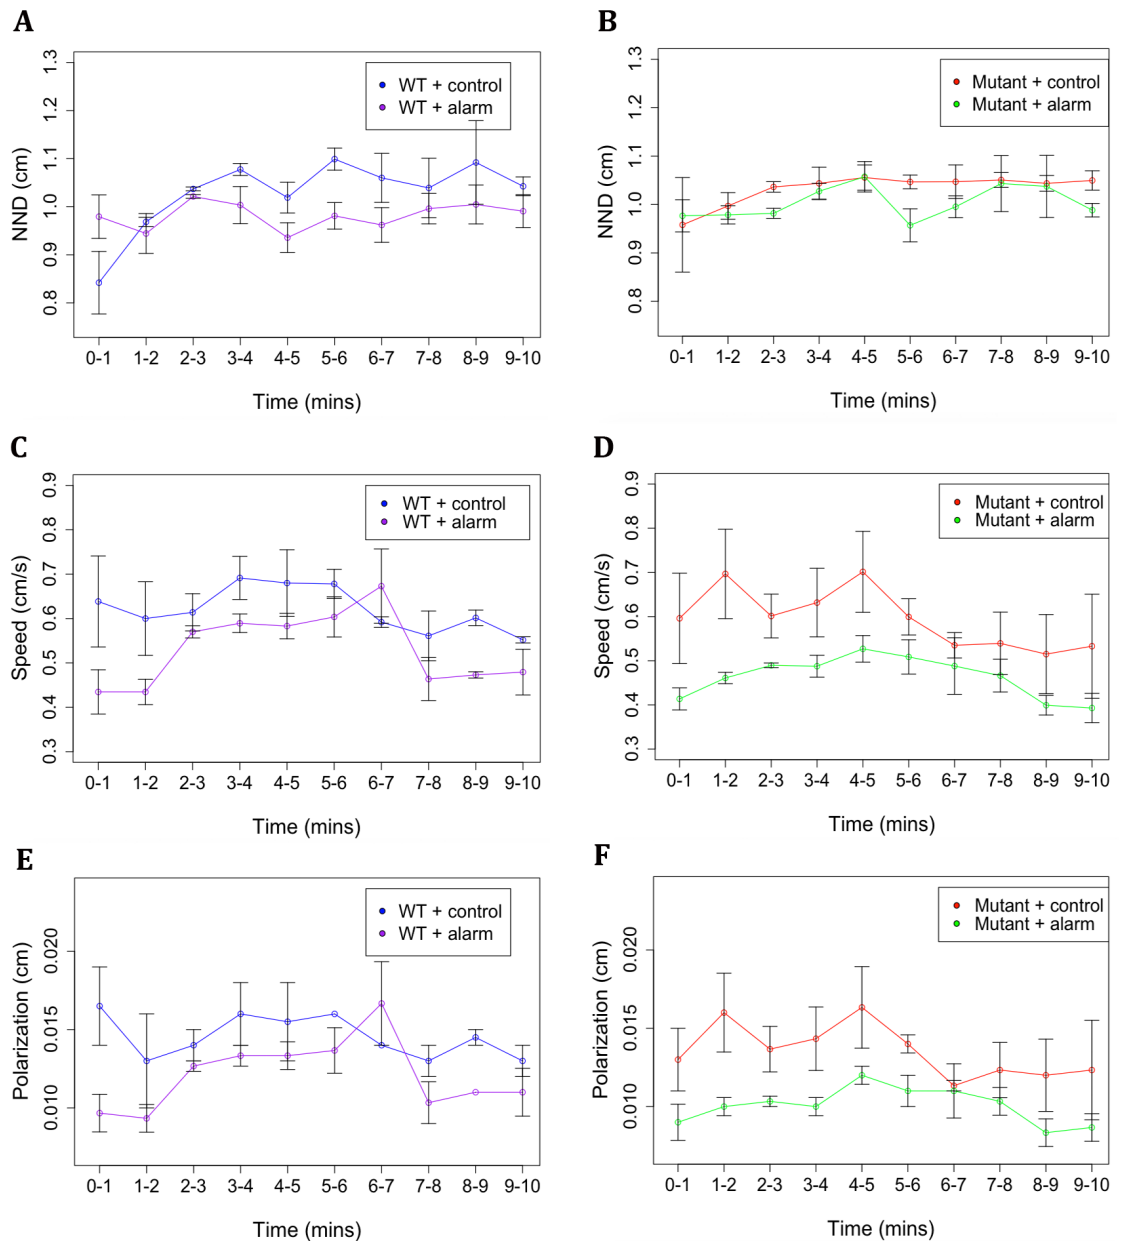 A
NND (cm)
1.3
1.2
1.1
1.0
0.9
0.8
WT + control
WT + alarm
0-1 1-2 2-3 3-4 4-5 5-6 6-7 7-8 8-9 9-10
Time (mins)
B
NND (cm)
1.3
1.2
1.1
1.0
0.9
0.8
Mutant + control
Mutant + alarm
0-1 1-2 2-3 3-4 4-5 5-6 6-7 7-8 8-9 9-10
Time (mins)
C
Speed (cm/s)
0.9
0.8
0.7
0.6
0.5
0.4
0.3
WT + control
WT + alarm
0-1 1-2 2-3 3-4 4-5 5-6 6-7 7-8 8-9 9-10
Time (mins)
D
Speed (cm/s)
0.9
0.8
0.7
0.6
0.5
0.4
0.3
Mutant + control
Mutant + alarm
0-1 1-2 2-3 3-4 4-5 5-6 6-7 7-8 8-9 9-10
Time (mins)
E
Polarization (cm)
0.020
0.015
0.010
WT + control
WT + alarm
0-1 1-2 2-3 3-4 4-5 5-6 6-7 7-8 8-9 9-10
Time (mins)
F
Polarization (cm)
0.020
0.015
0.010
Mutant + control
Mutant + alarm
0-1 1-2 2-3 3-4 4-5 5-6 6-7 7-8 8-9 9-10
Time (mins)